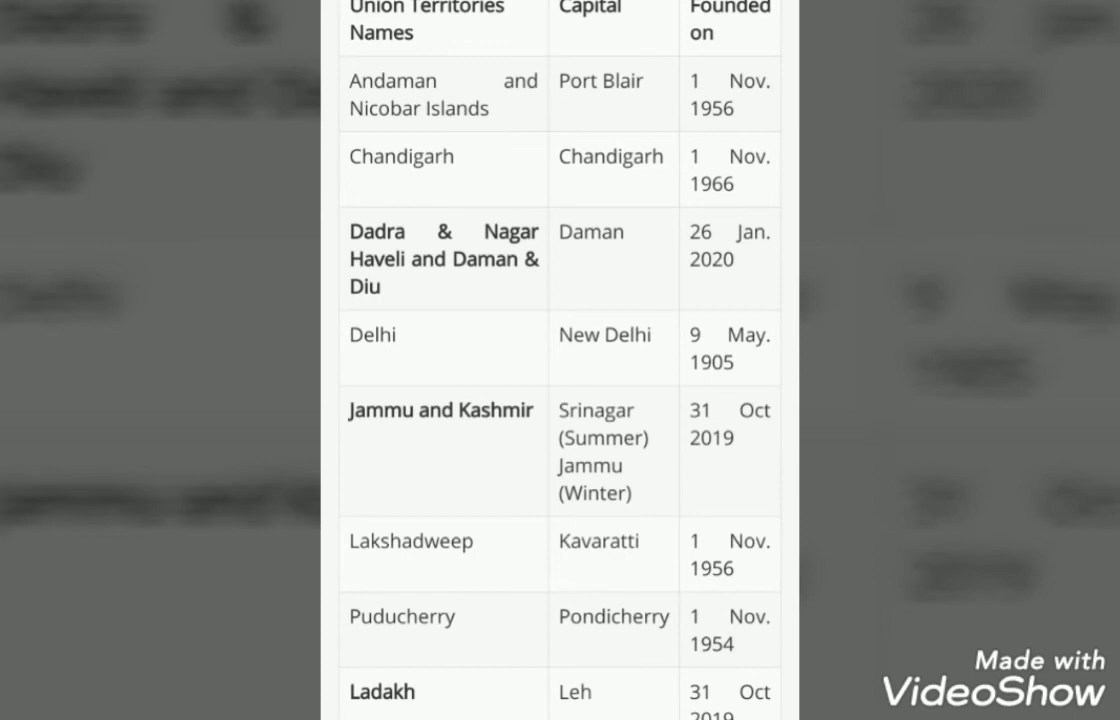 Union Territories Capital Founded
Names on
Andaman and Port Blair 1 Nov.
Nicobar Islands 1956
Chandigarh Chandigarh 1 Nov.
1966
Dadra & Nagar Daman 26 Jan.
Haveli and Daman & 2020
Diu
Delhi New Delhi 9 May.
1905
Jammu and Kashmir Srinagar 31 Oct
(Summer) 2019
Jammu
(Winter)
Lakshadweep Kavaratti 1 Nov.
1956
Puducherry Pondicherry 1 Nov.
1954
Ladakh Leh 31 Oct
2019
Made with
VideoShow